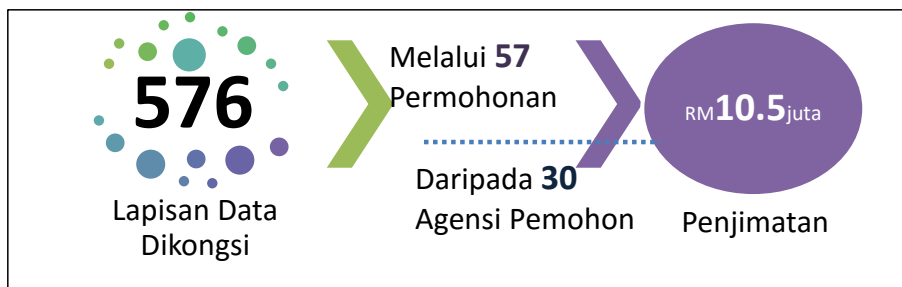 576
Lapisan Data
Dikongsi
Melalui 57
Permohonan
Daripada 30
Agensi Pemohon
RM10.5juta
Penjimatan